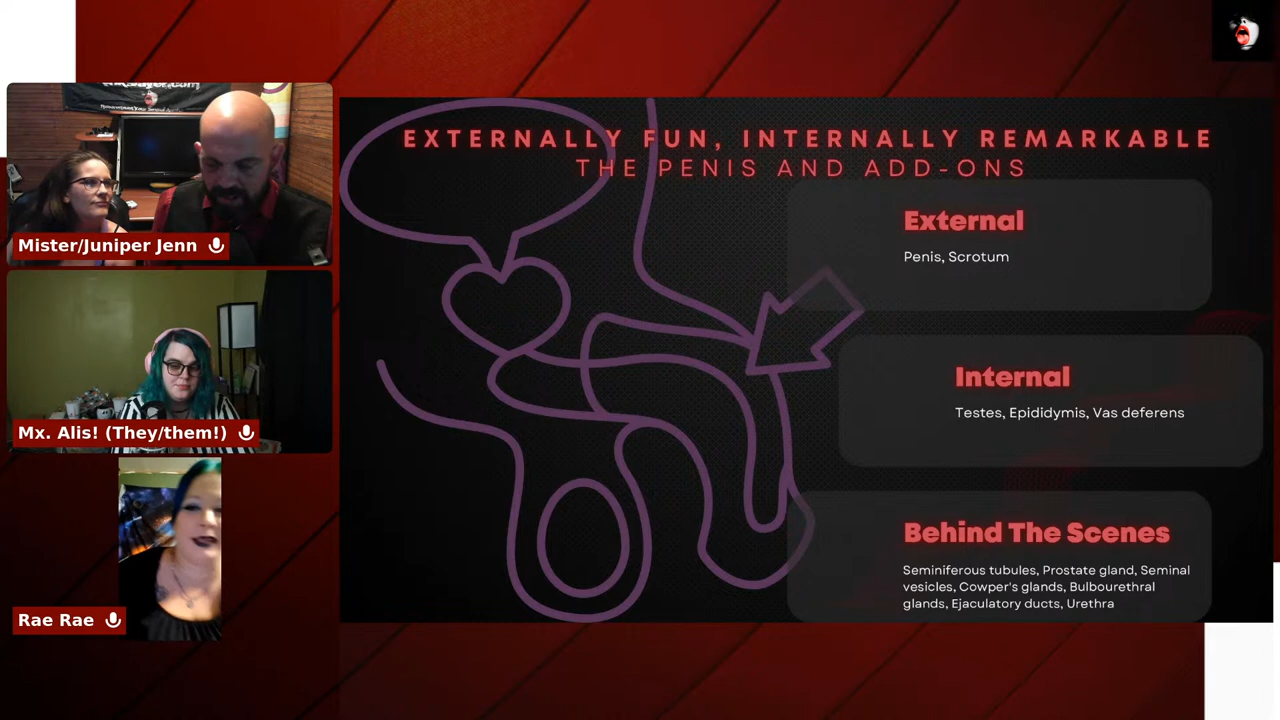 Mister/Juniper Jenn
Mx. Alis! (They/them!)
Rae Rae
EXTERNALLY FUN, INTERNALLY REMARKABLE
THE PENIS AND ADD-ONS
External
Penis, Scrotum
Internal
Testes, Epididymis, Vas deferens
Behind The Scenes
Seminiferous tubules, Prostate gland, Seminal
vesicles, Cowper's glands, Bulbourethral
glands, Ejaculatory ducts, Urethra